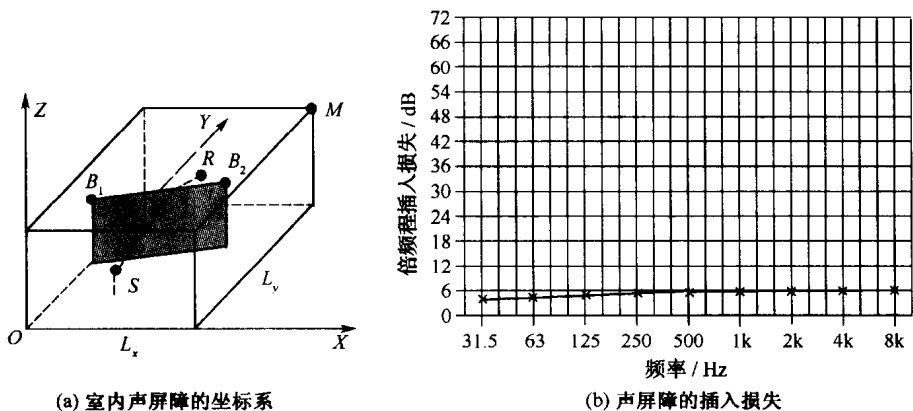 Z
Y
M
R
B₁
B₂
S
L_y
O
L_x
X
(a) 室内声屏障的坐标系
倍频程插入损失 / dB
72
66
60
54
48
42
36
30
24
18
12
6
0
31.5 63 125 250 500 1k 2k 4k 8k
频率 / Hz
(b) 声屏障的插入损失